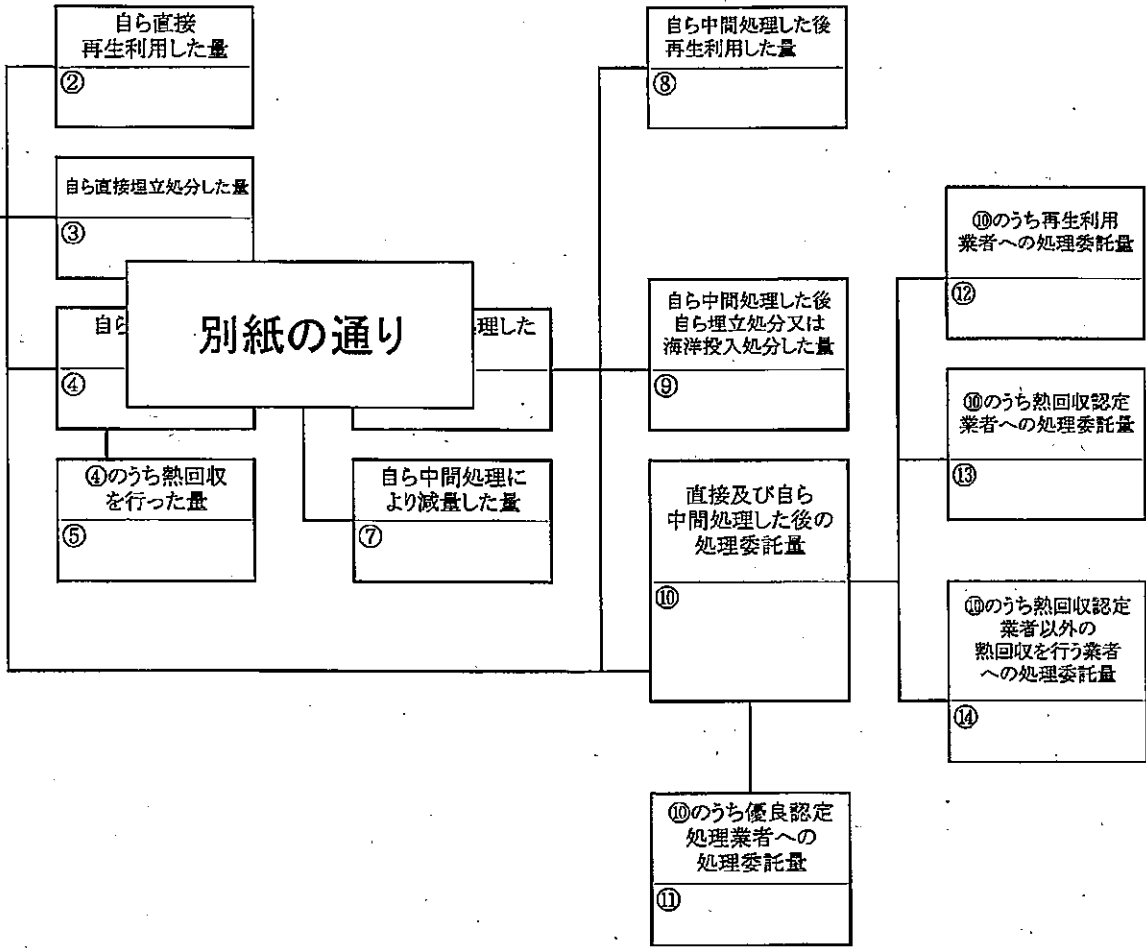 自ら直接
再生利用した量
②
自ら直接埋立処分した量
③
自ら
④
別紙の通り
理した
④のうち熱回収
を行った量
⑤
自ら中間処理に
より減量した量
⑦
自ら中間処理した後
再生利用した量
⑧
自ら中間処理した後
自ら埋立処分又は
海洋投入処分した量
⑨
直接及び自ら
中間処理した後の
処理委託量
⑩
⑩のうち優良認定
処理業者への
処理委託量
⑪
⑩のうち再生利用
業者への処理委託量
⑫
⑩のうち熱回収認定
業者への処理委託量
⑬
⑩のうち熱回収認定
業者以外の
熱回収を行う業者
への処理委託量
⑭